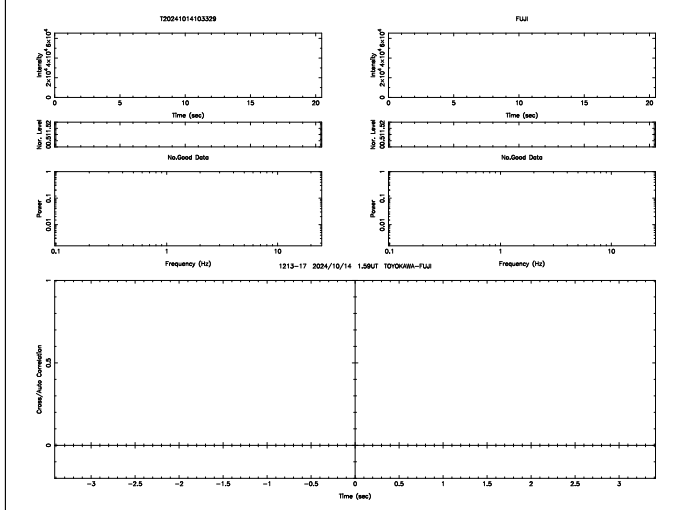 T20241014103329
FUJI
Intensity
0 2×10⁴ 4×10⁴ 6×10⁴
0 5 10 15 20
Time (sec)
Intensity
0 2×10⁴ 4×10⁴ 6×10⁴
0 5 10 15 20
Time (sec)
Nor. Level
00.511.52
Nor. Level
00.511.52
No.Good Data
No.Good Data
Power
0.01 0.1 1
0.1 1 10
Frequency (Hz)
Power
0.01 0.1 1
0.1 1 10
Frequency (Hz)
1213-17 2024/10/14 1.59UT TOYOKAWA-FUJI
Cross/Auto Correlation
0 0.5 1
-3 -2.5 -2 -1.5 -1 -0.5 0 0.5 1 1.5 2 2.5 3
Time (sec)